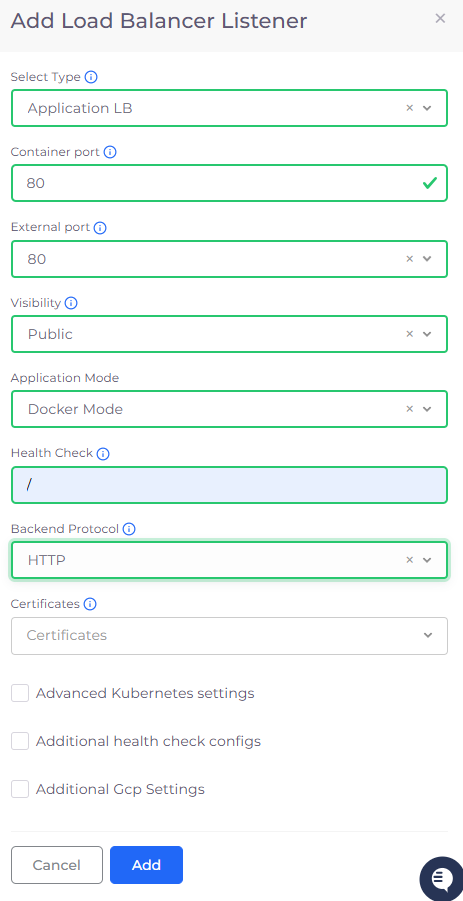 Add Load Balancer Listener
Select Type
Application LB
Container port
80
External port
80
Visibility
Public
Application Mode
Docker Mode
Health Check
/
Backend Protocol
HTTP
Certificates
Certificates
Advanced Kubernetes settings
Additional health check configs
Additional Gcp Settings
Cancel Add